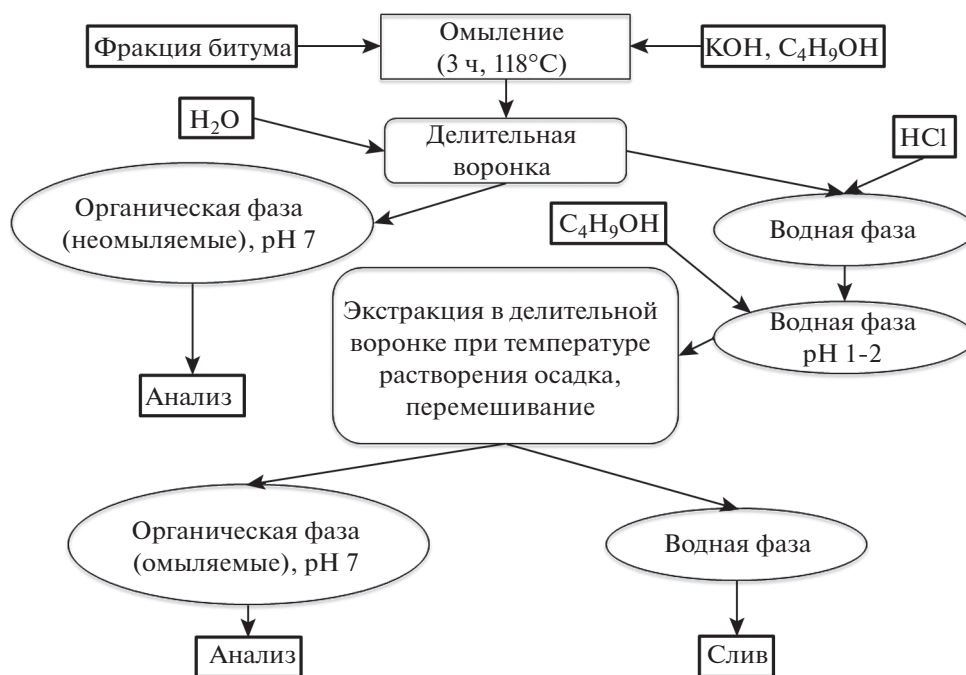 Фракция битума
Омыление
(3 ч, 118°C)
KOH, C₄H₉OH
H₂O
Делительная
воронка
HCl
Органическая фаза
(неомыляемые), pH 7
C₄H₉OH
Водная фаза
Экстракция в делительной
воронке при температуре
растворения осадка,
перемешивание
Водная фаза
pH 1-2
Анализ
Органическая фаза
(омыляемые), pH 7
Водная фаза
Анализ
Слив